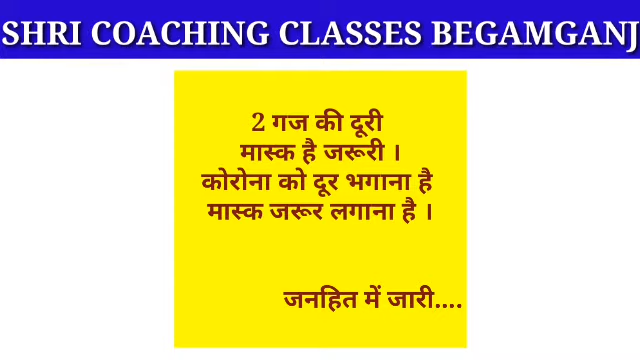 SHRI COACHING CLASSES BEGAMGANJ
2 गज की दूरी
मास्क है जरूरी ।
कोरोना को दूर भगाना है
मास्क जरूर लगाना है ।
जनहित में जारी....